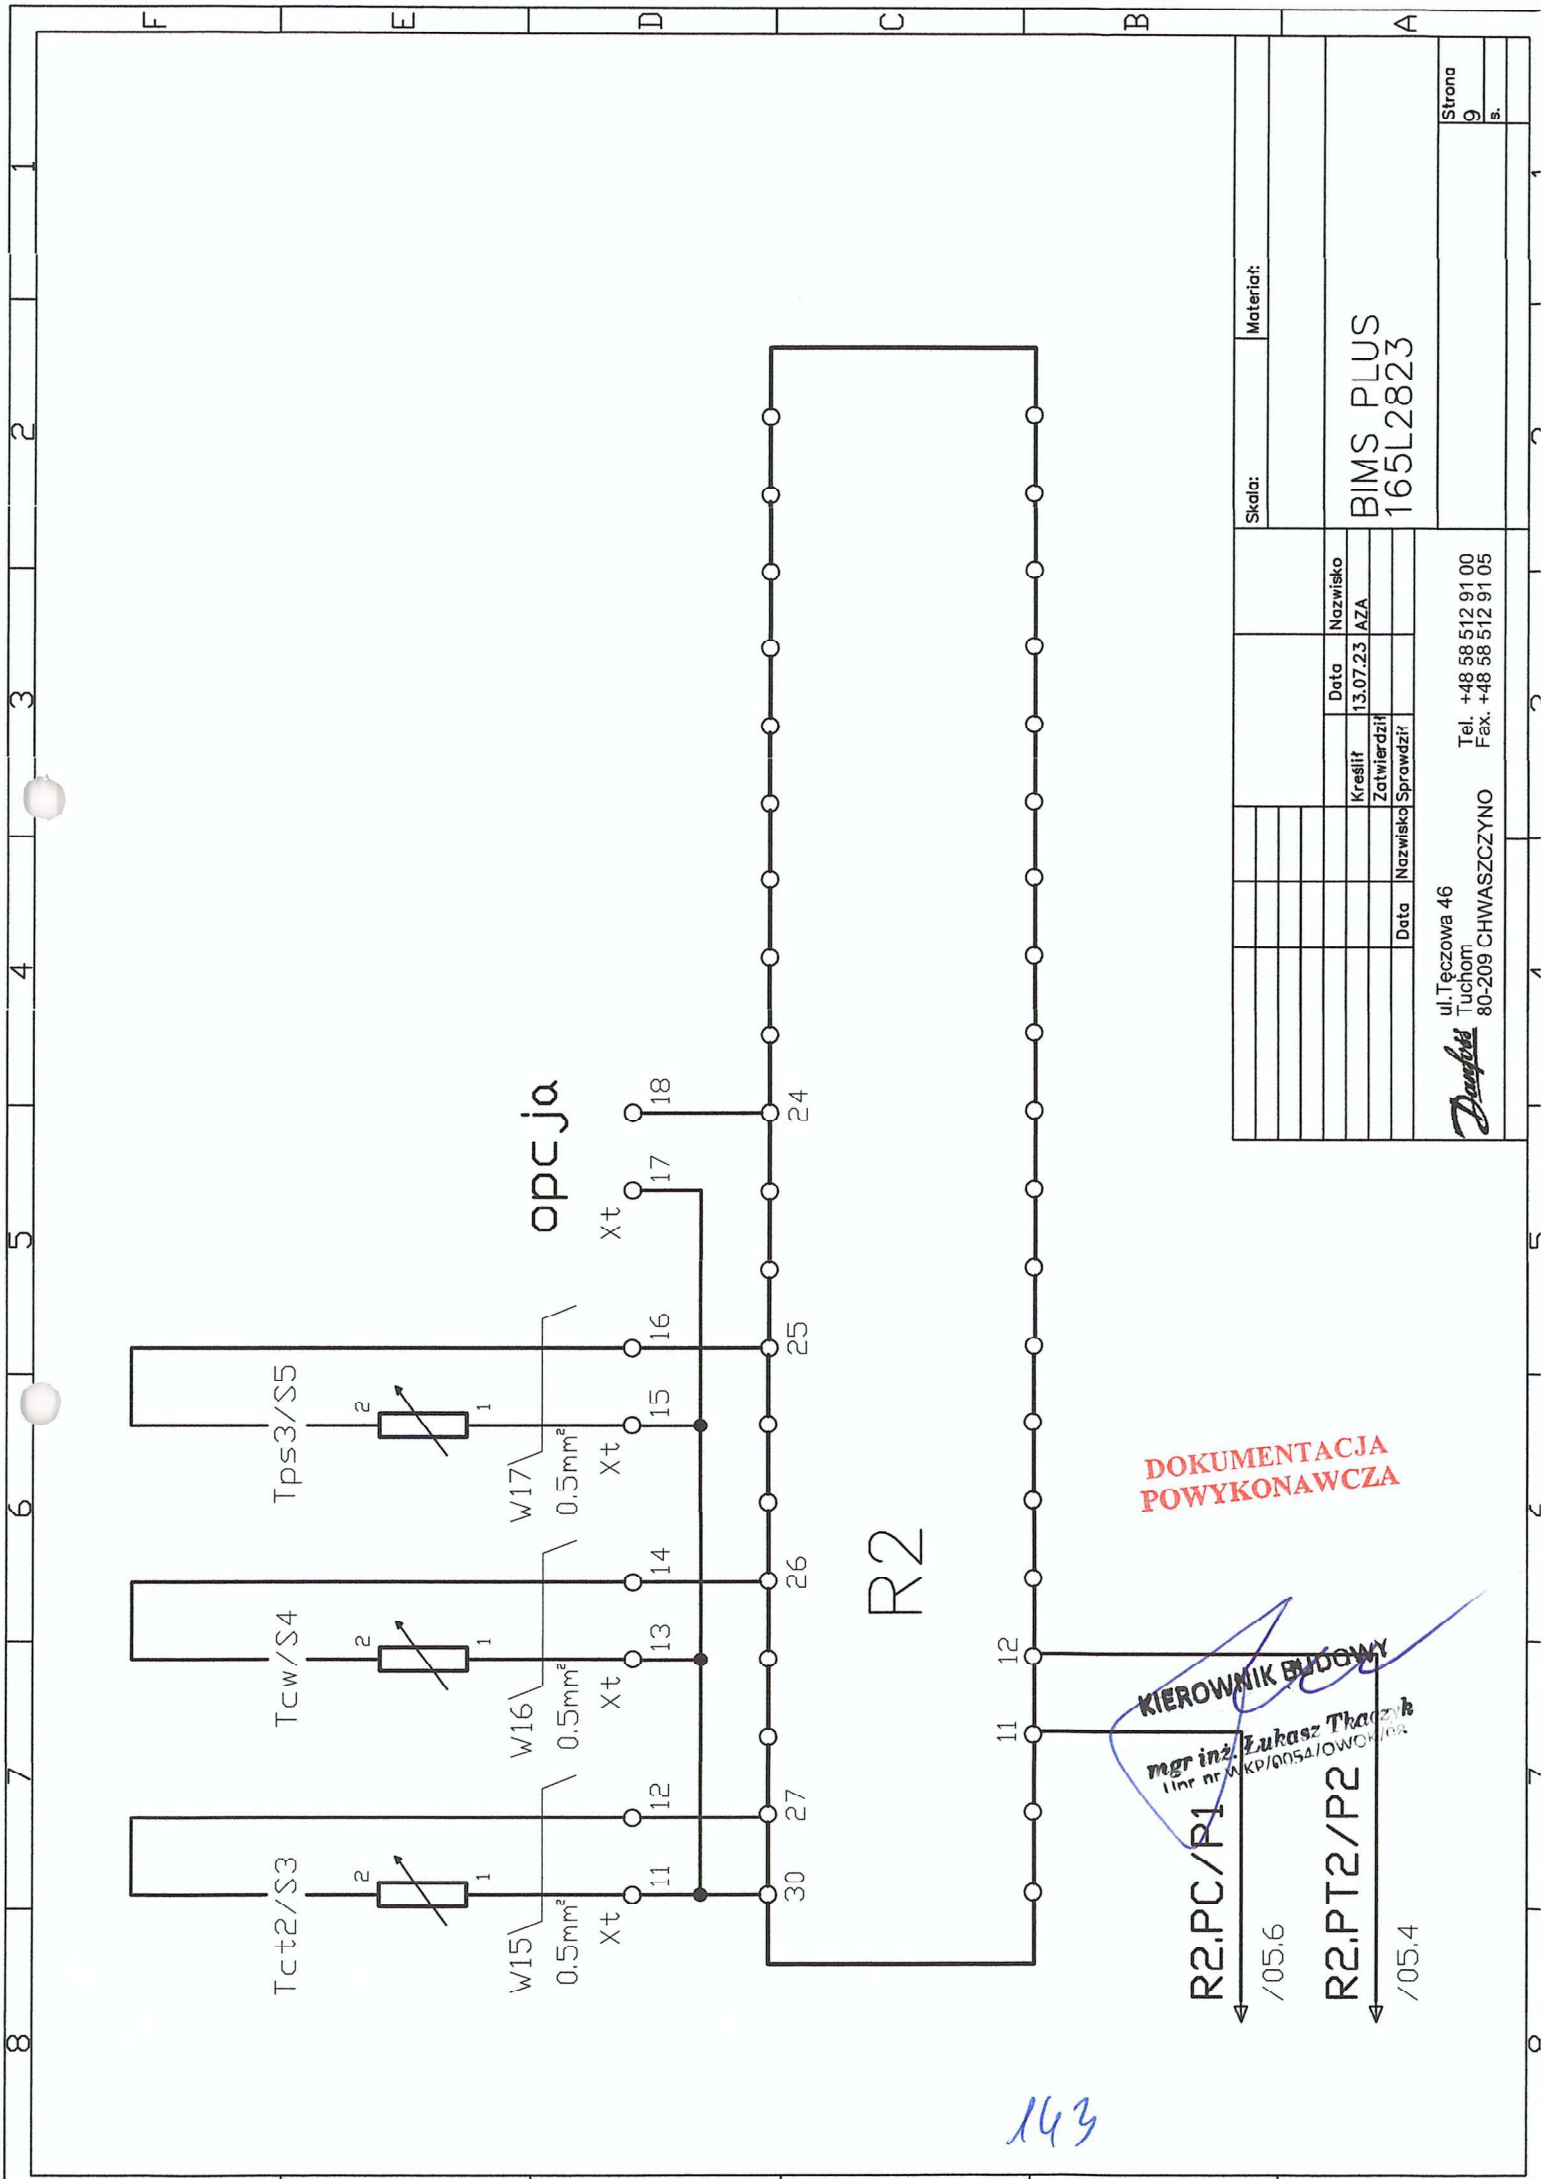 8 7 6 5 4 3 2 1
F
E
D
C
B
A
Tct2/S3
Tcw/S4
Tps3/S5
2
2
2
1
1
1
W15
W16
W17
opcja
0.5mm²
0.5mm²
0.5mm²
Xt
11
12
Xt
13
14
Xt
15
16
Xt
17
18
30
27
26
25
24
R2
11
12
R2.PC/P1
/05.6
R2.PT2/P2
/05.4
DOKUMENTACJA
POWYKONAWCZA
KIEROWNIK BUDOWY
mgr inż. Łukasz Tkaczyk
143
Skala:
Materiał:
Data
Nazwisko
Kreślił
13.07.23
AZA
Zatwierdził
Data
Nazwisko
Sprawdził
BIMS PLUS
165L2823
Danfoss
ul.Tęczowa 46
Tuchom
80-209 CHWASZCZYNO
Tel. +48 58 512 91 00
Fax. +48 58 512 91 05
Strona
9
s.